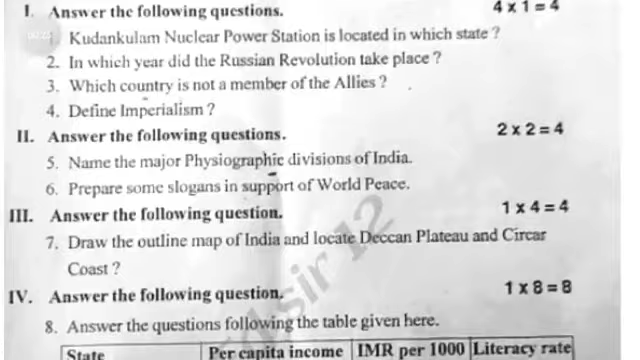 I. Answer the following questions. 4 x 1 = 4
Kudankulam Nuclear Power Station is located in which state ?
2. In which year did the Russian Revolution take place ?
3. Which country is not a member of the Allies ?
4. Define Imperialism ?
II. Answer the following questions. 2 x 2 = 4
5. Name the major Physiographic divisions of India.
6. Prepare some slogans in support of World Peace.
III. Answer the following question. 1 x 4 = 4
7. Draw the outline map of India and locate Deccan Plateau and Circar
Coast ?
IV. Answer the following question. 1 x 8 = 8
8. Answer the questions following the table given here.
State Per capita income IMR per 1000 Literacy rate
sir 12